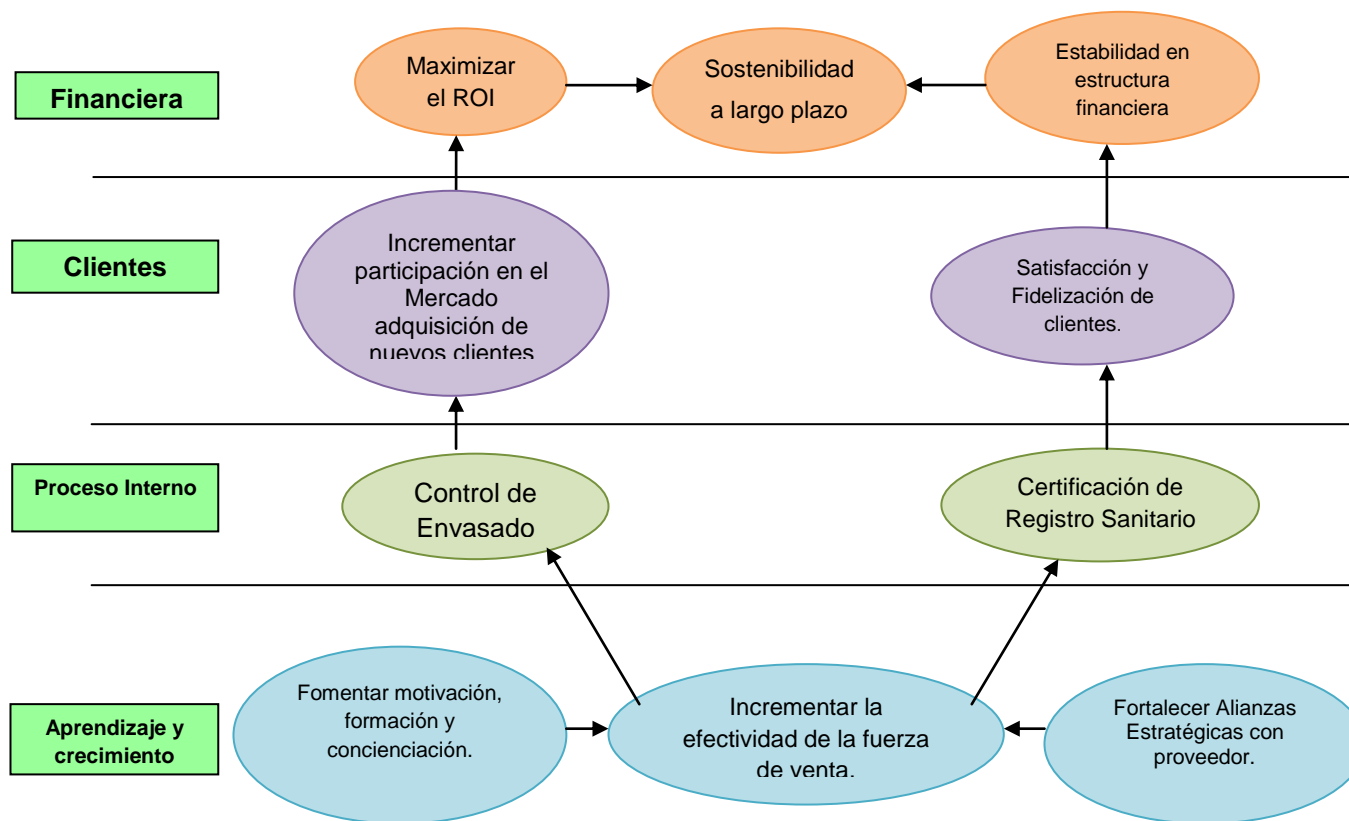 Financiera
Maximizar
el ROI
Sostenibilidad
a largo plazo
Estabilidad en
estructura
financiera
Clientes
Incrementar
participación en el
Mercado
adquisición de
nuevos clientes
Satisfacción y
Fidelización de
clientes.
Proceso Interno
Control de
Envasado
Certificación de
Registro Sanitario
Aprendizaje y
crecimiento
Fomentar motivación,
formación y
concienciación.
Incrementar la
efectividad de la fuerza
de venta.
Fortalecer Alianzas
Estratégicas con
proveedor.